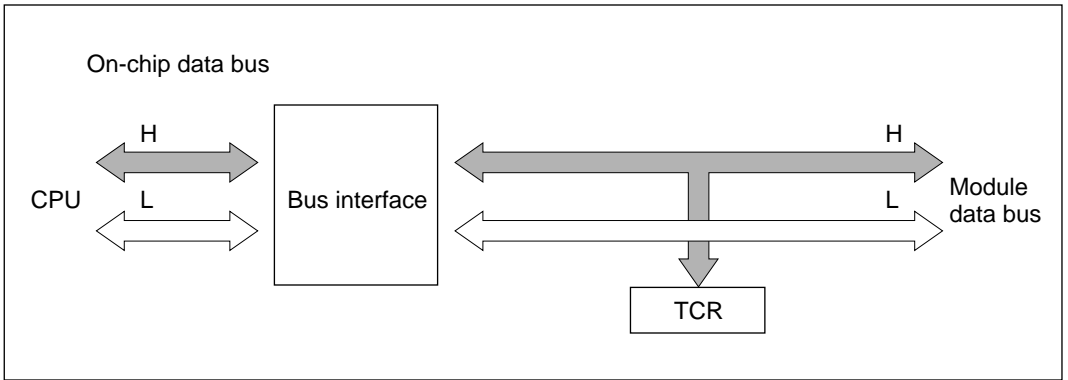 On-chip data bus
H
H
CPU
L
Bus interface
L
Module
data bus
TCR